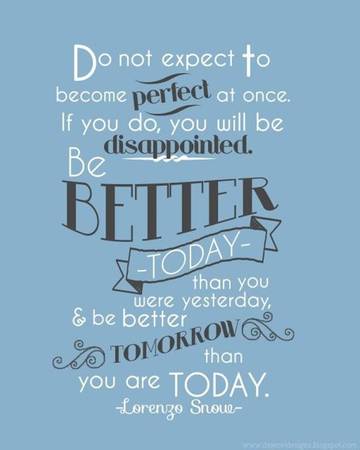 Do not expect to
become perfect at once.
If you do, you will be
disappointed.
Be
BETTER
-TODAY-
than you
were yesterday,
& be better
TOMORROW
than
you are TODAY.
-Lorenzo Snow-